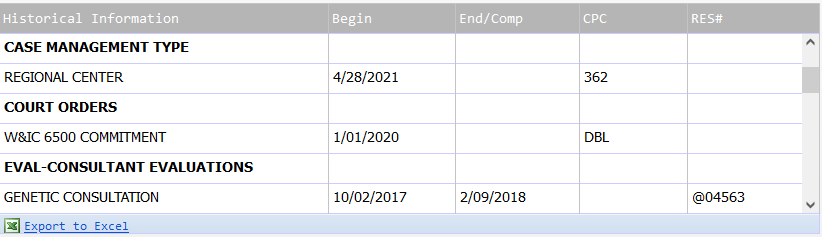 Historical Information Begin End/Comp CPC RES#
CASE MANAGEMENT TYPE
REGIONAL CENTER 4/28/2021 362
COURT ORDERS
W&IC 6500 COMMITMENT 1/01/2020 DBL
EVAL-CONSULTANT EVALUATIONS
GENETIC CONSULTATION 10/02/2017 2/09/2018 @04563
Export to Excel